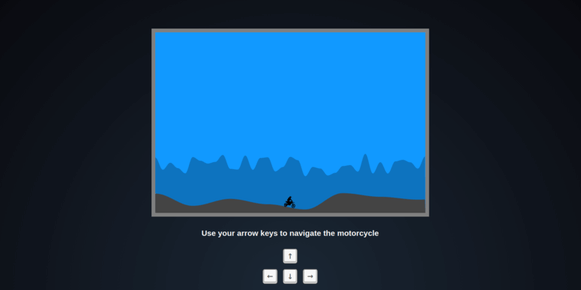 Use your arrow keys to navigate the motorcycle
↑
← ↓ →